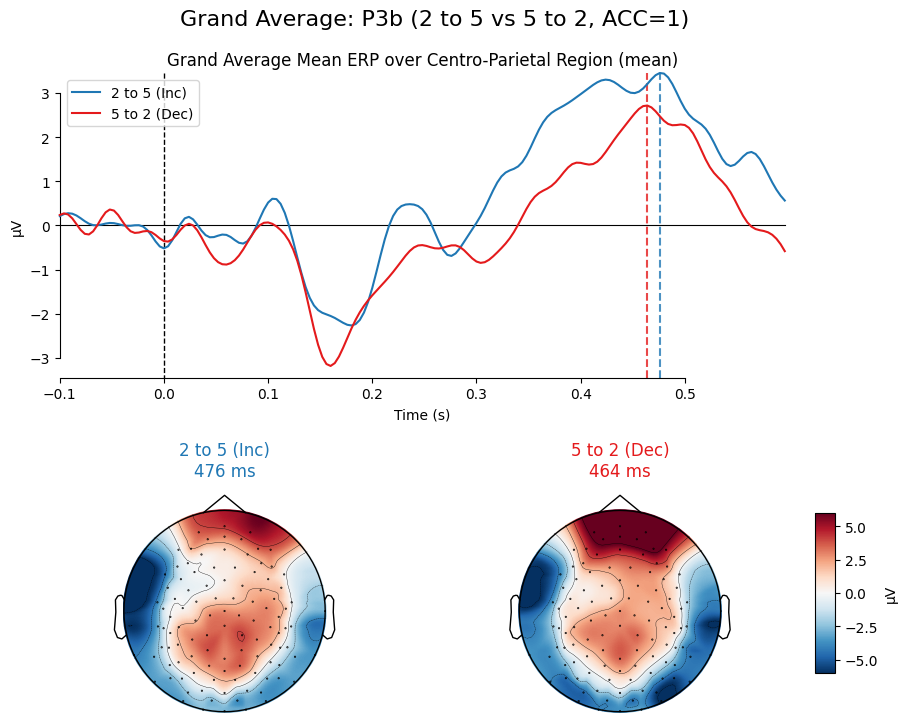 Grand Average: P3b (2 to 5 vs 5 to 2, ACC=1)
Grand Average Mean ERP over Centro-Parietal Region (mean)
2 to 5 (Inc)
5 to 2 (Dec)
3
2
1
0
−1
−2
−3
µV
−0.1 0.0 0.1 0.2 0.3 0.4 0.5
Time (s)
2 to 5 (Inc)
476 ms
5 to 2 (Dec)
464 ms
5.0
2.5
0.0
−2.5
−5.0
µV